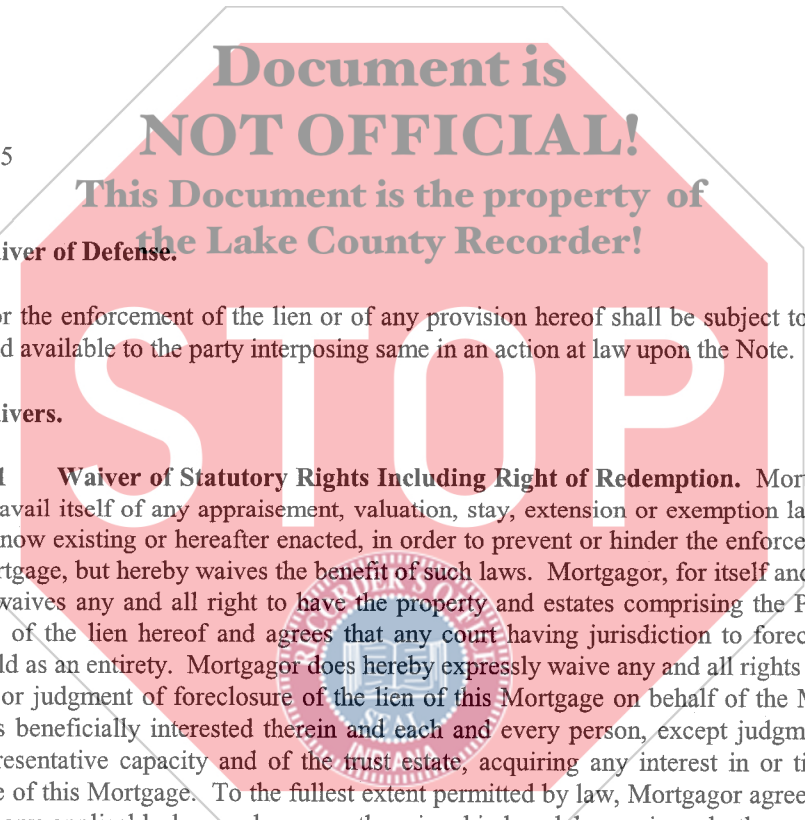 Document is
NOT OFFICIAL!
5
This Document is the property of
the Lake County Recorder!
iver of Defense.
or the enforcement of the lien or of any provision hereof shall be subject to
d available to the party interposing same in an action at law upon the Note.
STOP
ivers.
1 Waiver of Statutory Rights Including Right of Redemption. Mort
avail itself of any appraisement, valuation, stay, extension or exemption la
now existing or hereafter enacted, in order to prevent or hinder the enforce
rtgage, but hereby waives the benefit of such laws. Mortgagor, for itself and
waives any and all right to have the property and estates comprising the P
of the lien hereof and agrees that any court having jurisdiction to forec
ld as an entirety. Mortgagor does hereby expressly waive any and all rights
or judgment of foreclosure of the lien of this Mortgage on behalf of the M
s beneficially interested therein and each and every person, except judgm
resentative capacity and of the trust estate, acquiring any interest in or ti
e of this Mortgage. To the fullest extent permitted by law, Mortgagor agree
RECORDER'S OFFICE
SEAL
INDIANA